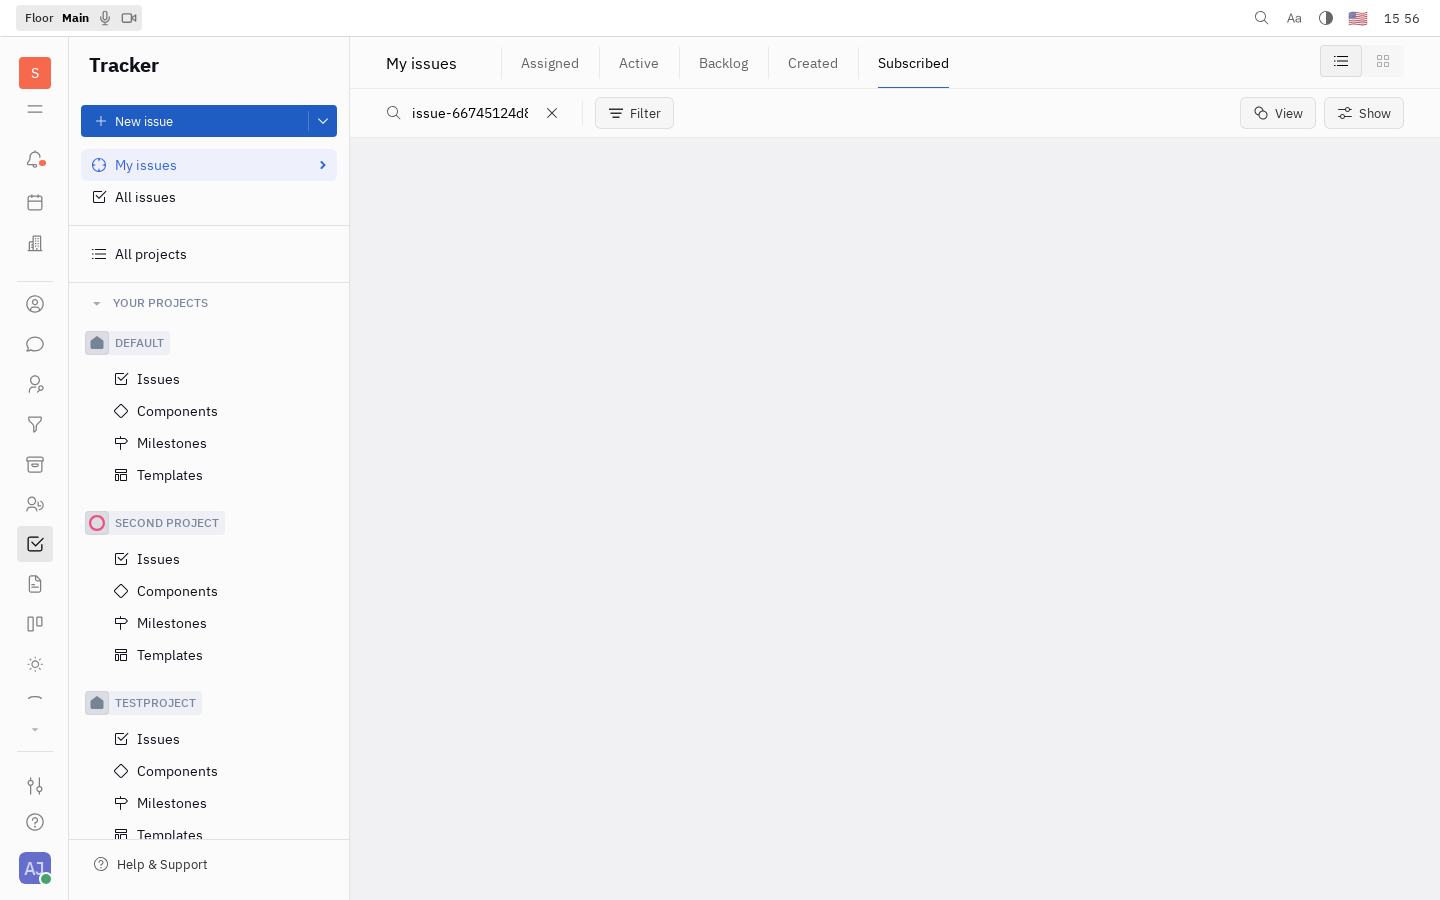 Floor Main
Aa
15 56
S
Tracker
New issue
My issues
All issues
All projects
YOUR PROJECTS
DEFAULT
Issues
Components
Milestones
Templates
SECOND PROJECT
Issues
Components
Milestones
Templates
TESTPROJECT
Issues
Components
Milestones
Templates
Help & Support
AJ
My issues
Assigned
Active
Backlog
Created
Subscribed
issue-66745124d8
Filter
View
Show